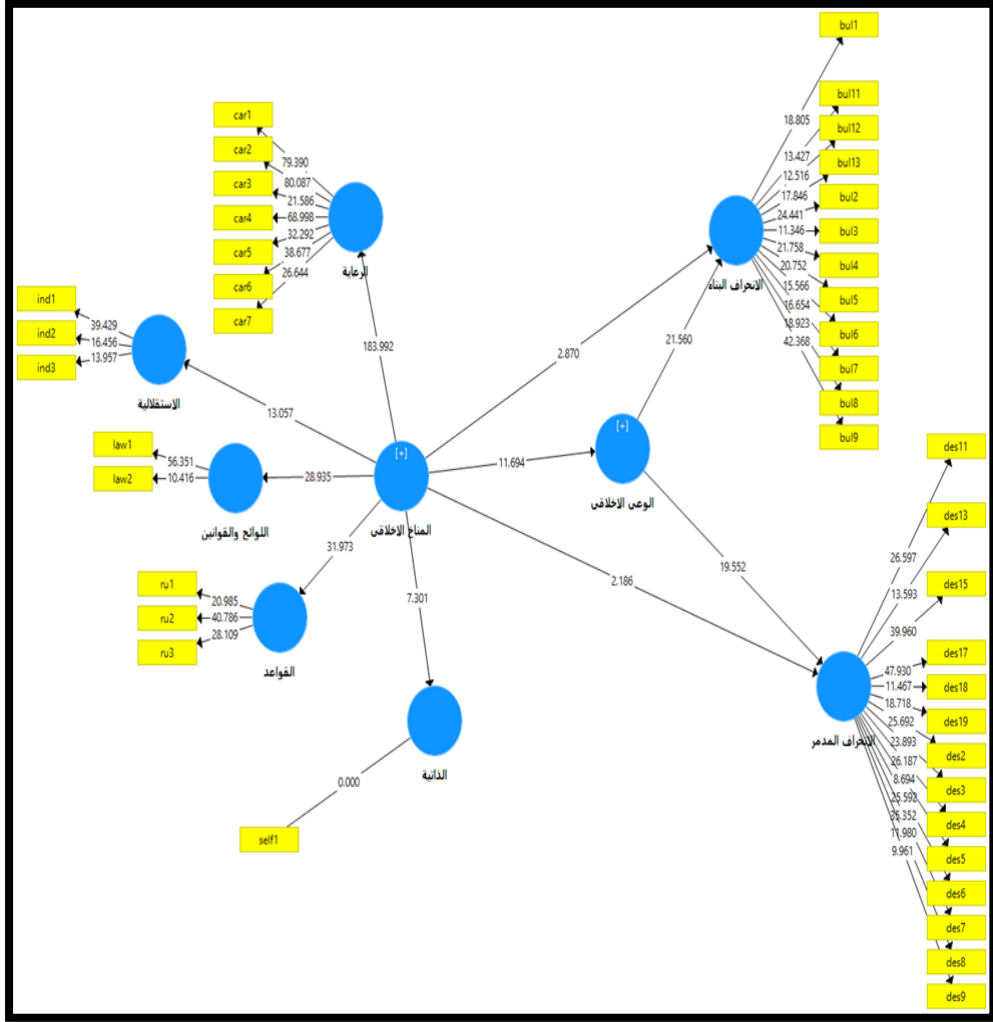 bul1
bul11
bul12
bul13
bul2
bul3
bul4
bul5
bul6
bul7
bul8
bul9
18.805
13.427
12.516
17.846
24.441
11.346
21.758
20.752
15.566
16.654
18.923
42.368
الانحراف البناء
car1
car2
car3
car4
car5
car6
car7
79.390
80.087
21.586
68.998
32.292
38.677
26.644
الرعاية
183.992
ind1
ind2
ind3
39.429
16.456
13.957
الاستقلالية
13.057
2.870
21.560
law1
law2
56.351
10.416
اللوائح والقوانين
28.935
[+]
المناخ الاخلاقى
11.694
[+]
الوعى الاخلاقى
31.973
7.301
2.186
19.552
ru1
ru2
ru3
20.985
40.786
28.109
القواعد
الذاتية
0.000
self1
des11
des13
des15
des17
des18
des19
des2
des3
des4
des5
des6
des7
des8
des9
26.597
13.593
39.960
47.930
11.467
18.718
25.692
23.893
26.187
8.694
25.592
35.352
11.980
9.961
الانحراف المدمر